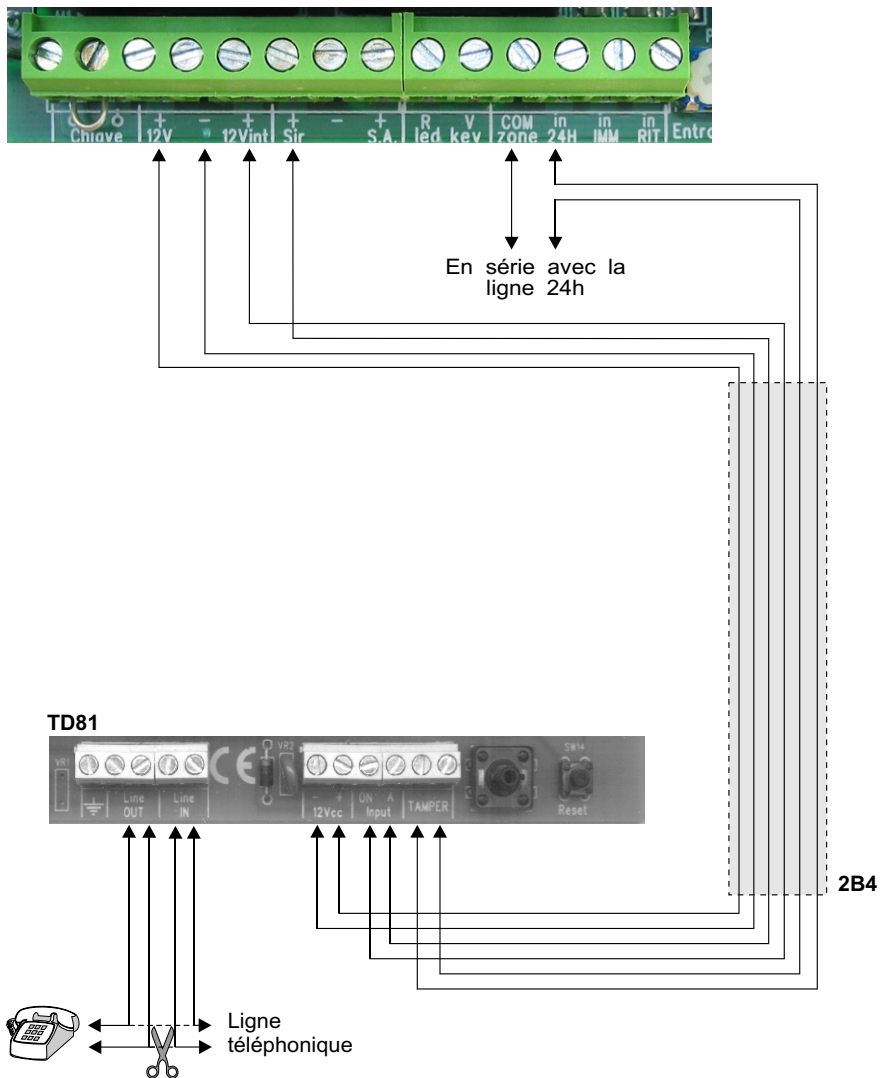 + − + + − + R V COM in in in
Chiave 12V 12Vint Sir S.A. led key zone 24H IMM RIT Entr
En série avec la
ligne 24h
TD81
VR1 CE VR2 SW14
Line Line − + ON A
OUT IN 12Vcc Input TAMPER Reset
2B4
Ligne
téléphonique